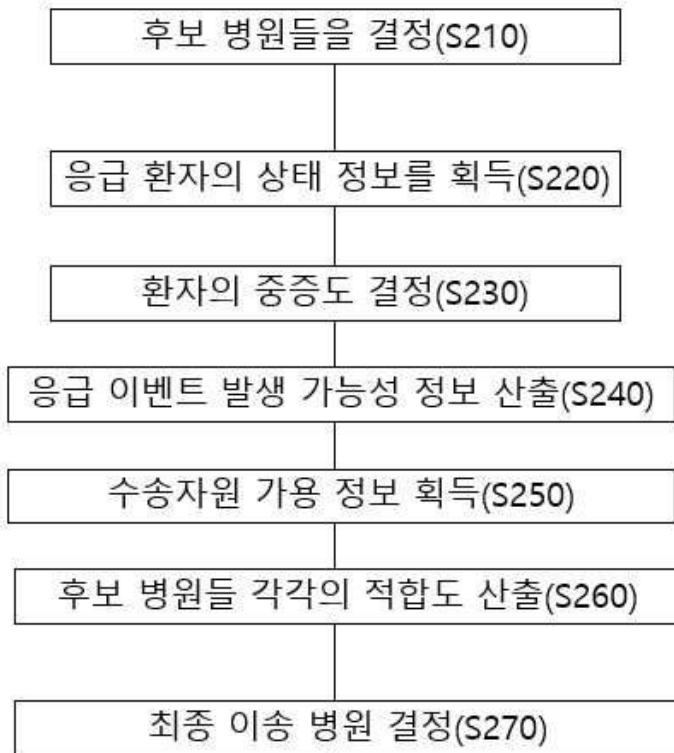 후보 병원들을 결정(S210)
응급 환자의 상태 정보를 획득(S220)
환자의 중증도 결정(S230)
응급 이벤트 발생 가능성 정보 산출(S240)
수송자원 가용 정보 획득(S250)
후보 병원들 각각의 적합도 산출(S260)
최종 이송 병원 결정(S270)